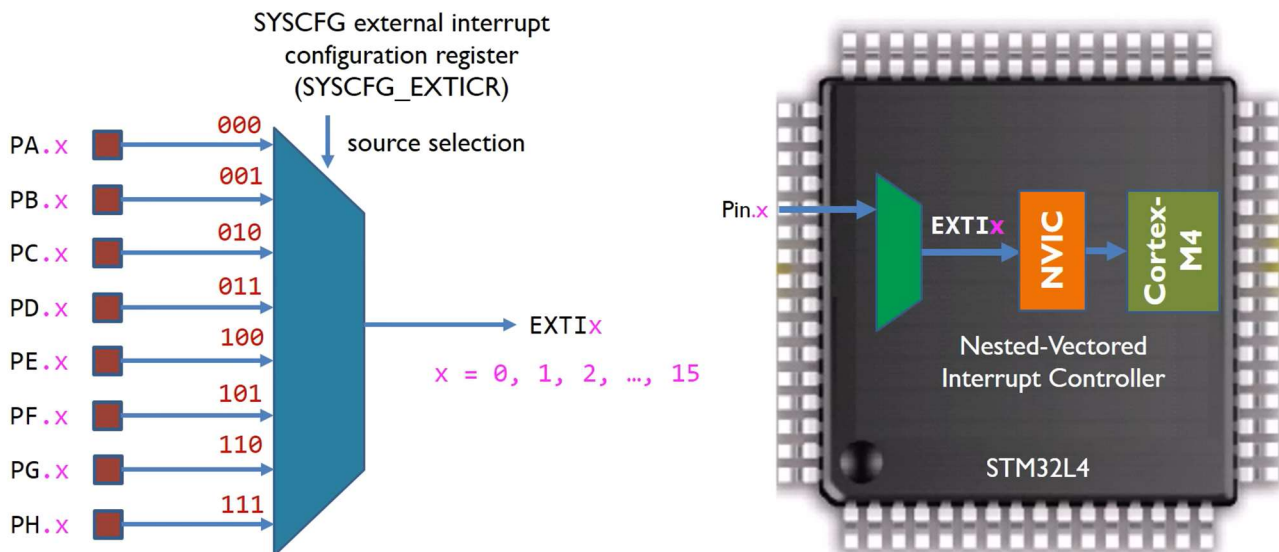 SYSCFG external interrupt
configuration register
(SYSCFG_EXTICR)
source selection
PA.x 000
PB.x 001
PC.x 010
PD.x 011
PE.x 100
PF.x 101
PG.x 110
PH.x 111
EXTIx
x = 0, 1, 2, …, 15
Pin.x
EXTIx
NVIC
Cortex-
M4
Nested-Vectored
Interrupt Controller
STM32L4